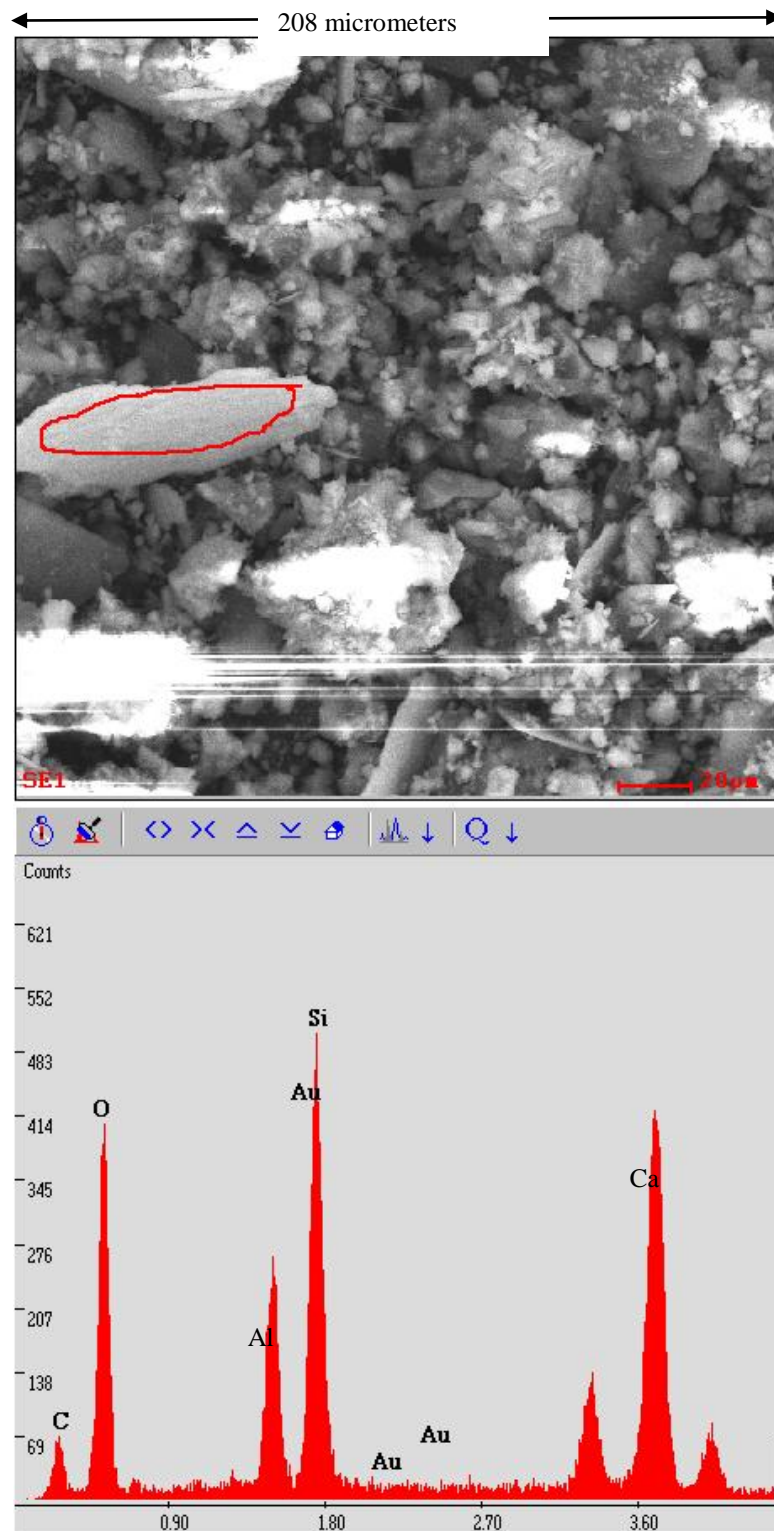 208 micrometers
SE1 20µm
Q
Counts
621
552
Si
483
Au
O
414
345
Ca
276
207
Al
138
C
69
Au
Au
0.90 1.80 2.70 3.60